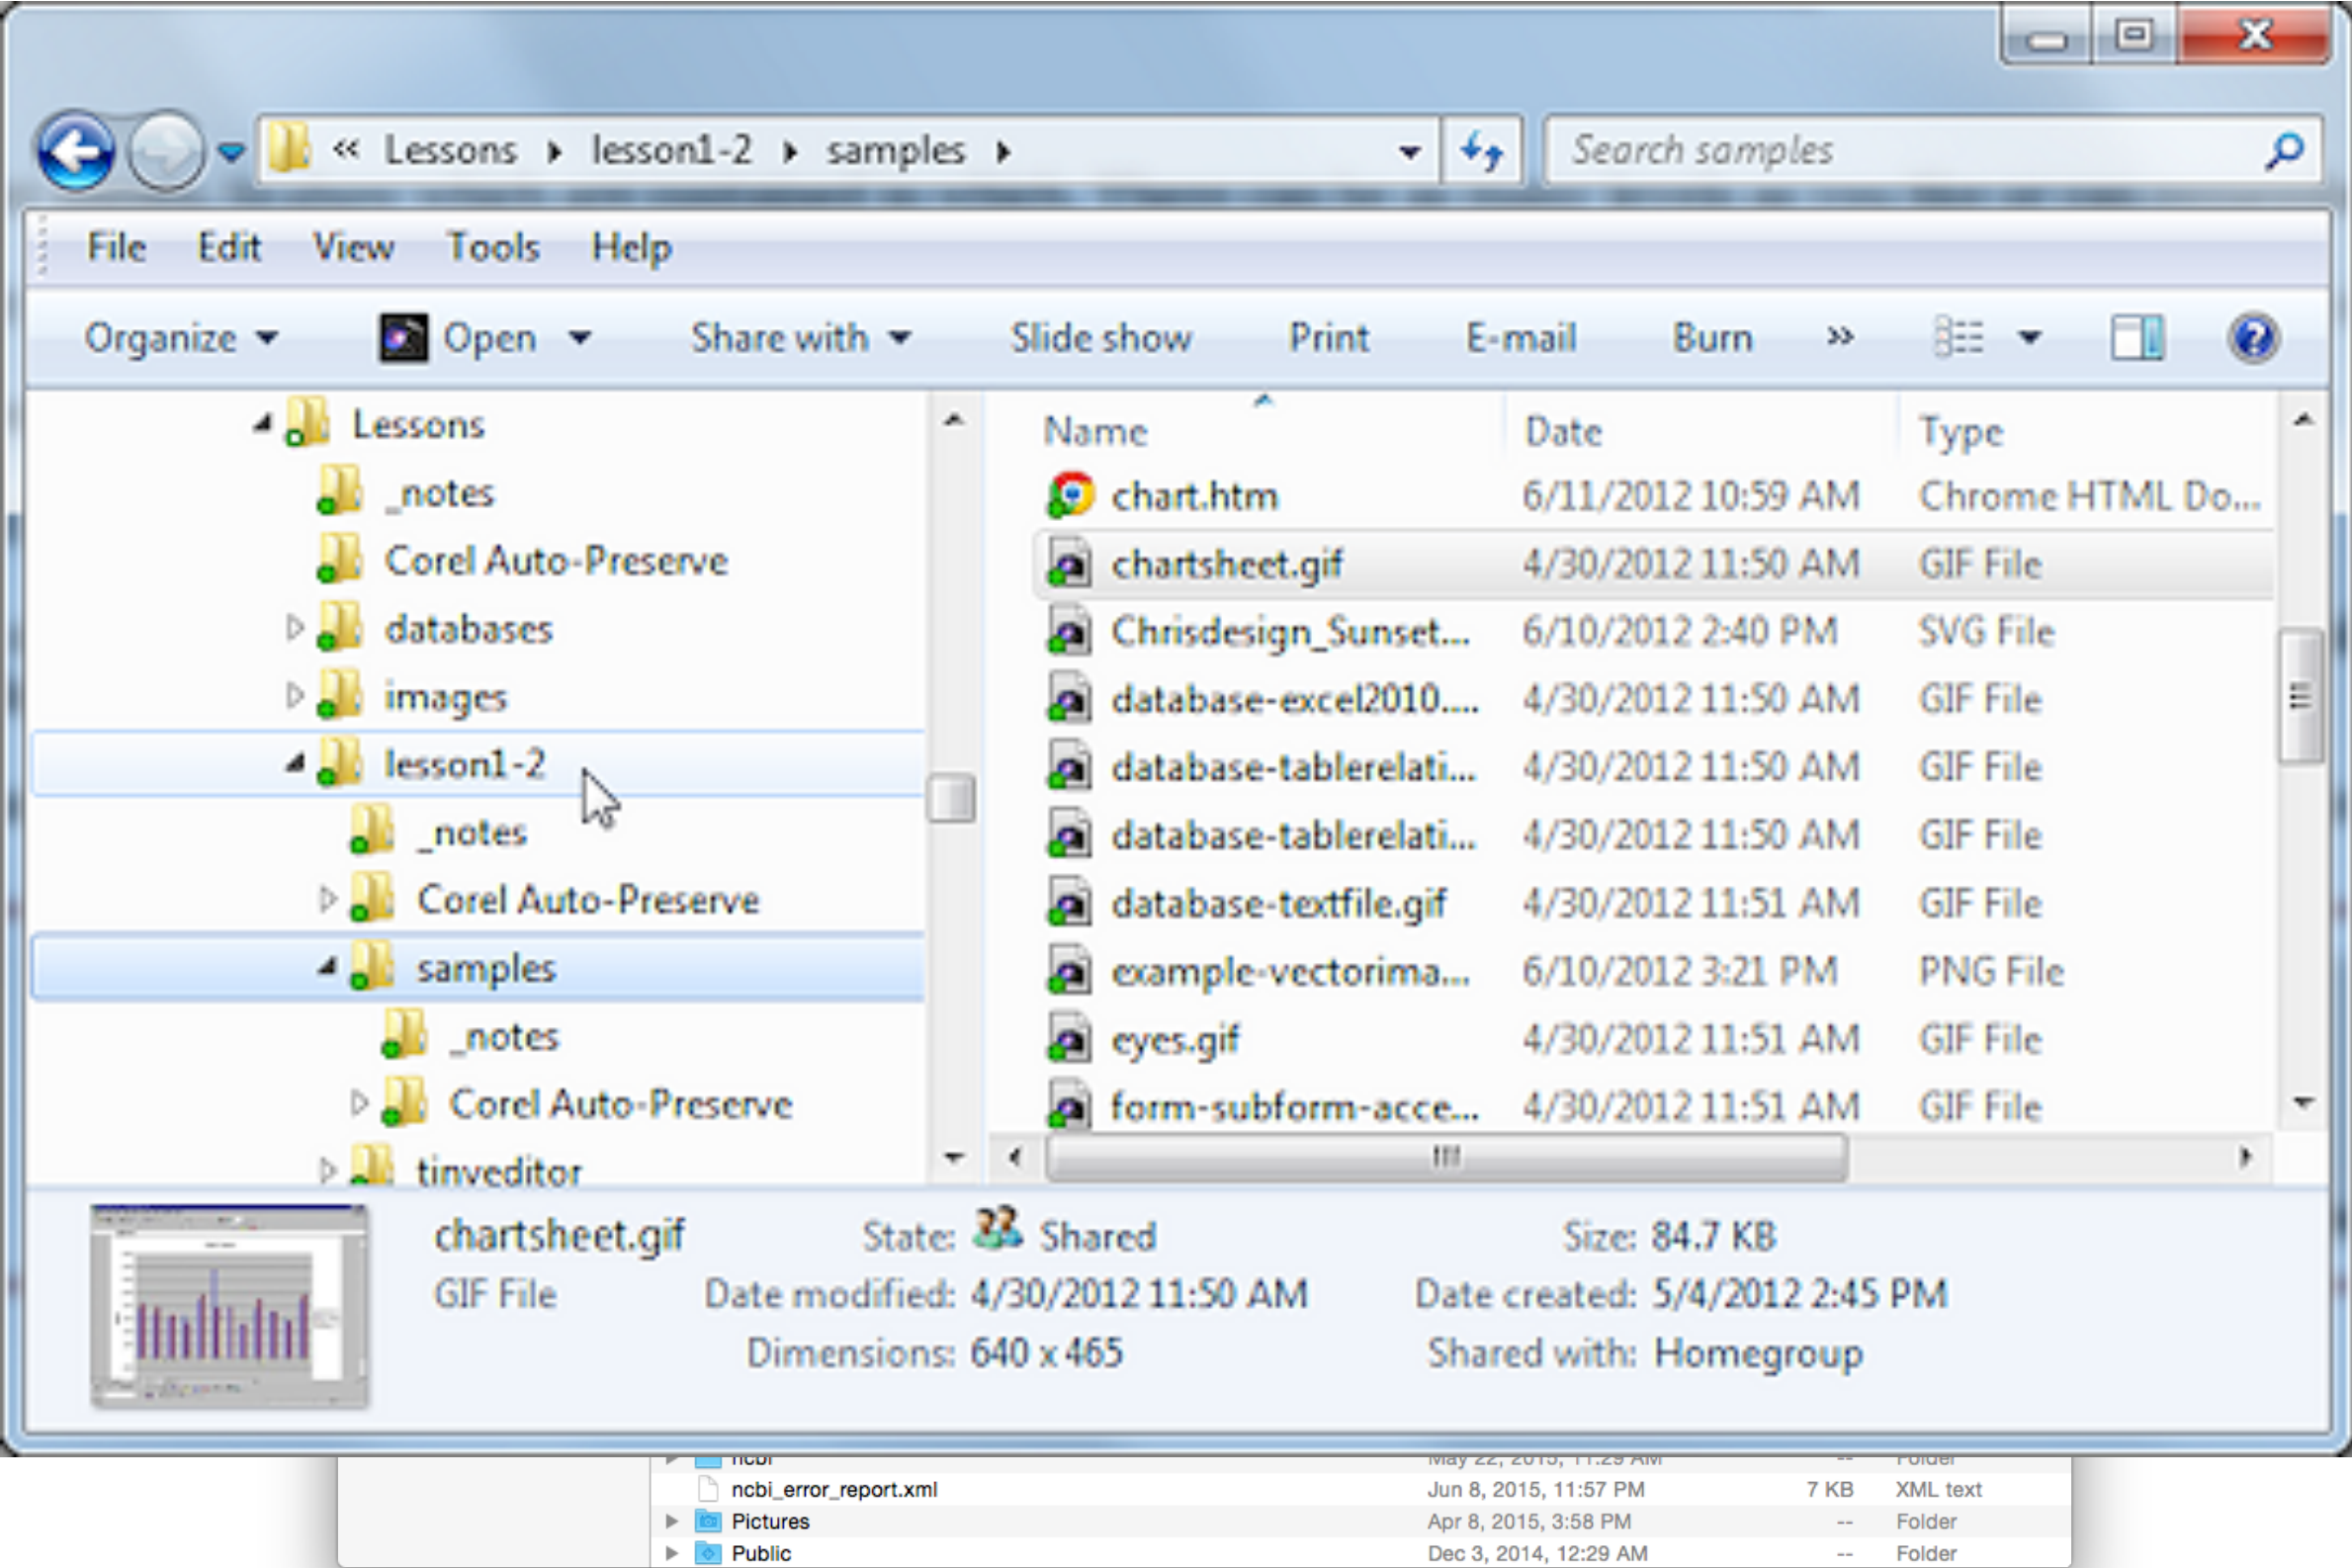 « Lessons ▸ lesson1-2 ▸ samples ▸
Search samples
File Edit View Tools Help
Organize Open Share with Slide show Print E-mail Burn »
Lessons
_notes
Corel Auto-Preserve
databases
images
lesson1-2
_notes
Corel Auto-Preserve
samples
_notes
Corel Auto-Preserve
tinyeditor
Name Date Type
chart.htm 6/11/2012 10:59 AM Chrome HTML Do...
chartsheet.gif 4/30/2012 11:50 AM GIF File
Chrisdesign_Sunset... 6/10/2012 2:40 PM SVG File
database-excel2010.... 4/30/2012 11:50 AM GIF File
database-tablerelati... 4/30/2012 11:50 AM GIF File
database-tablerelati... 4/30/2012 11:50 AM GIF File
database-textfile.gif 4/30/2012 11:51 AM GIF File
example-vectorima... 6/10/2012 3:21 PM PNG File
eyes.gif 4/30/2012 11:51 AM GIF File
form-subform-acce... 4/30/2012 11:51 AM GIF File
chartsheet.gif State: Shared Size: 84.7 KB
GIF File Date modified: 4/30/2012 11:50 AM Date created: 5/4/2012 2:45 PM
Dimensions: 640 x 465 Shared with: Homegroup
ncbi May 22, 2015, 11:29 AM -- Folder
ncbi_error_report.xml Jun 8, 2015, 11:57 PM 7 KB XML text
Pictures Apr 8, 2015, 3:58 PM -- Folder
Public Dec 3, 2014, 12:29 AM -- Folder